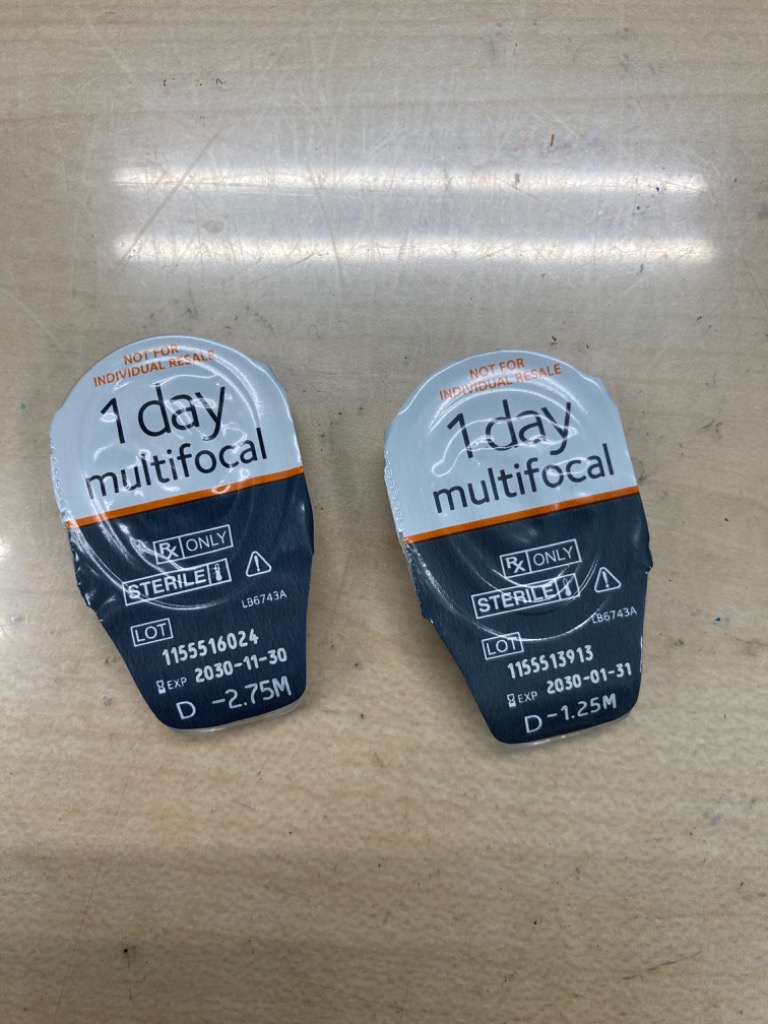 NOT FOR
INDIVIDUAL RESALE
1 day
multifocal
Rx ONLY
STERILE
LB6743A
LOT
1155516024
EXP 2030-11-30
D -2.75M
NOT FOR
INDIVIDUAL RESALE
1 day
multifocal
Rx ONLY
STERILE
LB6743A
LOT
1155513913
EXP 2030-01-31
D -1.25M